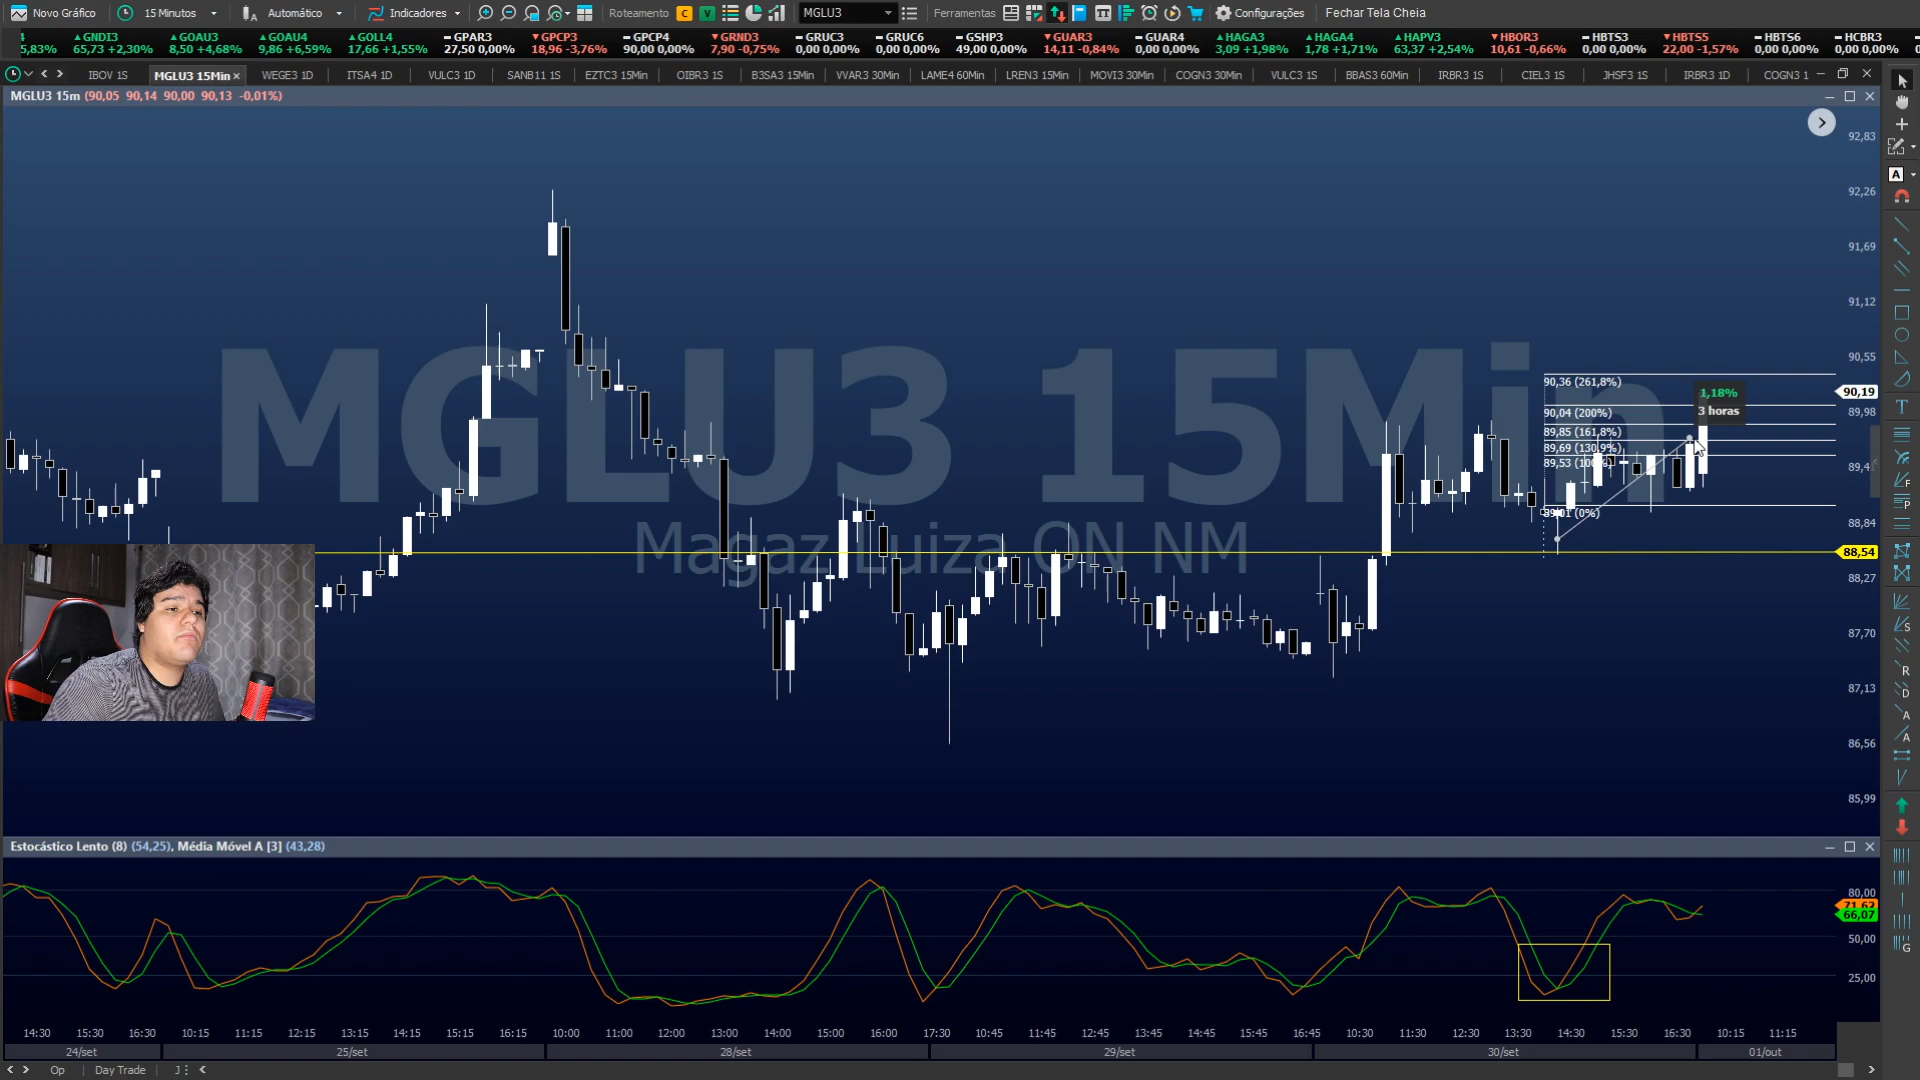 Novo Gráfico 15 Minutos Automático Indicadores Roteamento C V MGLU3 Ferramentas Configurações Fechar Tela Cheia
GNDI3 GOAU3 GOAU4 GOLL4 GPAR3 GPCP3 GPCP4 GRND3 GRUC3 GRUC6 GSHP3 GUAR3 GUAR4 HAGA3 HAGA4 HAPV3 HBOR3 HBTS3 HBTS5 HBTS6 HCBR3
5,83% 65,73 +2,30% 8,50 +4,68% 9,86 +6,59% 17,66 +1,55% 27,50 0,00% 18,96 -3,76% 90,00 0,00% 7,90 -0,75% 0,00 0,00% 0,00 0,00% 49,00 0,00% 14,11 -0,84% 0,00 0,00% 3,09 +1,98% 1,78 +1,71% 63,37 +2,54% 10,61 -0,66% 0,00 0,00% 22,00 -1,57% 0,00 0,00% 0,00 0,00%
IBOV 1S MGLU3 15Min WEGE3 1D ITSA4 1D VULC3 1D SANB11 1S EZTC3 15Min OIBR3 1S B3SA3 15Min VVAR3 30Min LAME4 60Min LREN3 15Min MOVI3 30Min COGN3 30Min VULC3 1S BBAS3 60Min IRBR3 1S CIEL3 1S JHSF3 1S IRBR3 1D COGN3 1
MGLU3 15m (90,05 90,14 90,00 90,13 -0,01%)
92,83
92,26
91,69
91,12
90,55
90,36 (261,8%)
1,18%
90,19
3 horas
90,04 (200%)
89,98
89,85 (161,8%)
89,69 (130,9%)
89,53 (100%)
89,4
89,01 (0%)
88,84
88,54
88,27
87,70
87,13
86,56
85,99
MGLU3 15Min
Magaz Luiza ON NM
Estocástico Lento (8) (54,25), Média Móvel A [3] (43,28)
80,00
71,62
66,07
50,00
25,00
14:30 15:30 16:30 10:15 11:15 12:15 13:15 14:15 15:15 16:15 10:00 11:00 12:00 13:00 14:00 15:00 16:00 17:30 10:45 11:45 12:45 13:45 14:45 15:45 16:45 10:30 11:30 12:30 13:30 14:30 15:30 16:30 10:15 11:15
24/set 25/set 28/set 29/set 30/set 01/out
Op Day Trade J
A
T
F
P
S
R
D
A
A
G